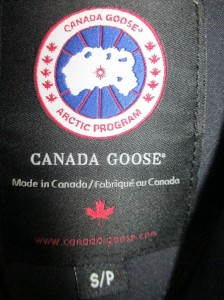 CANADA GOOSE®
ARCTIC PROGRAM
CANADA GOOSE®
Made in Canada/Fabriqué au Canada
www.canada-goose.com
S/P